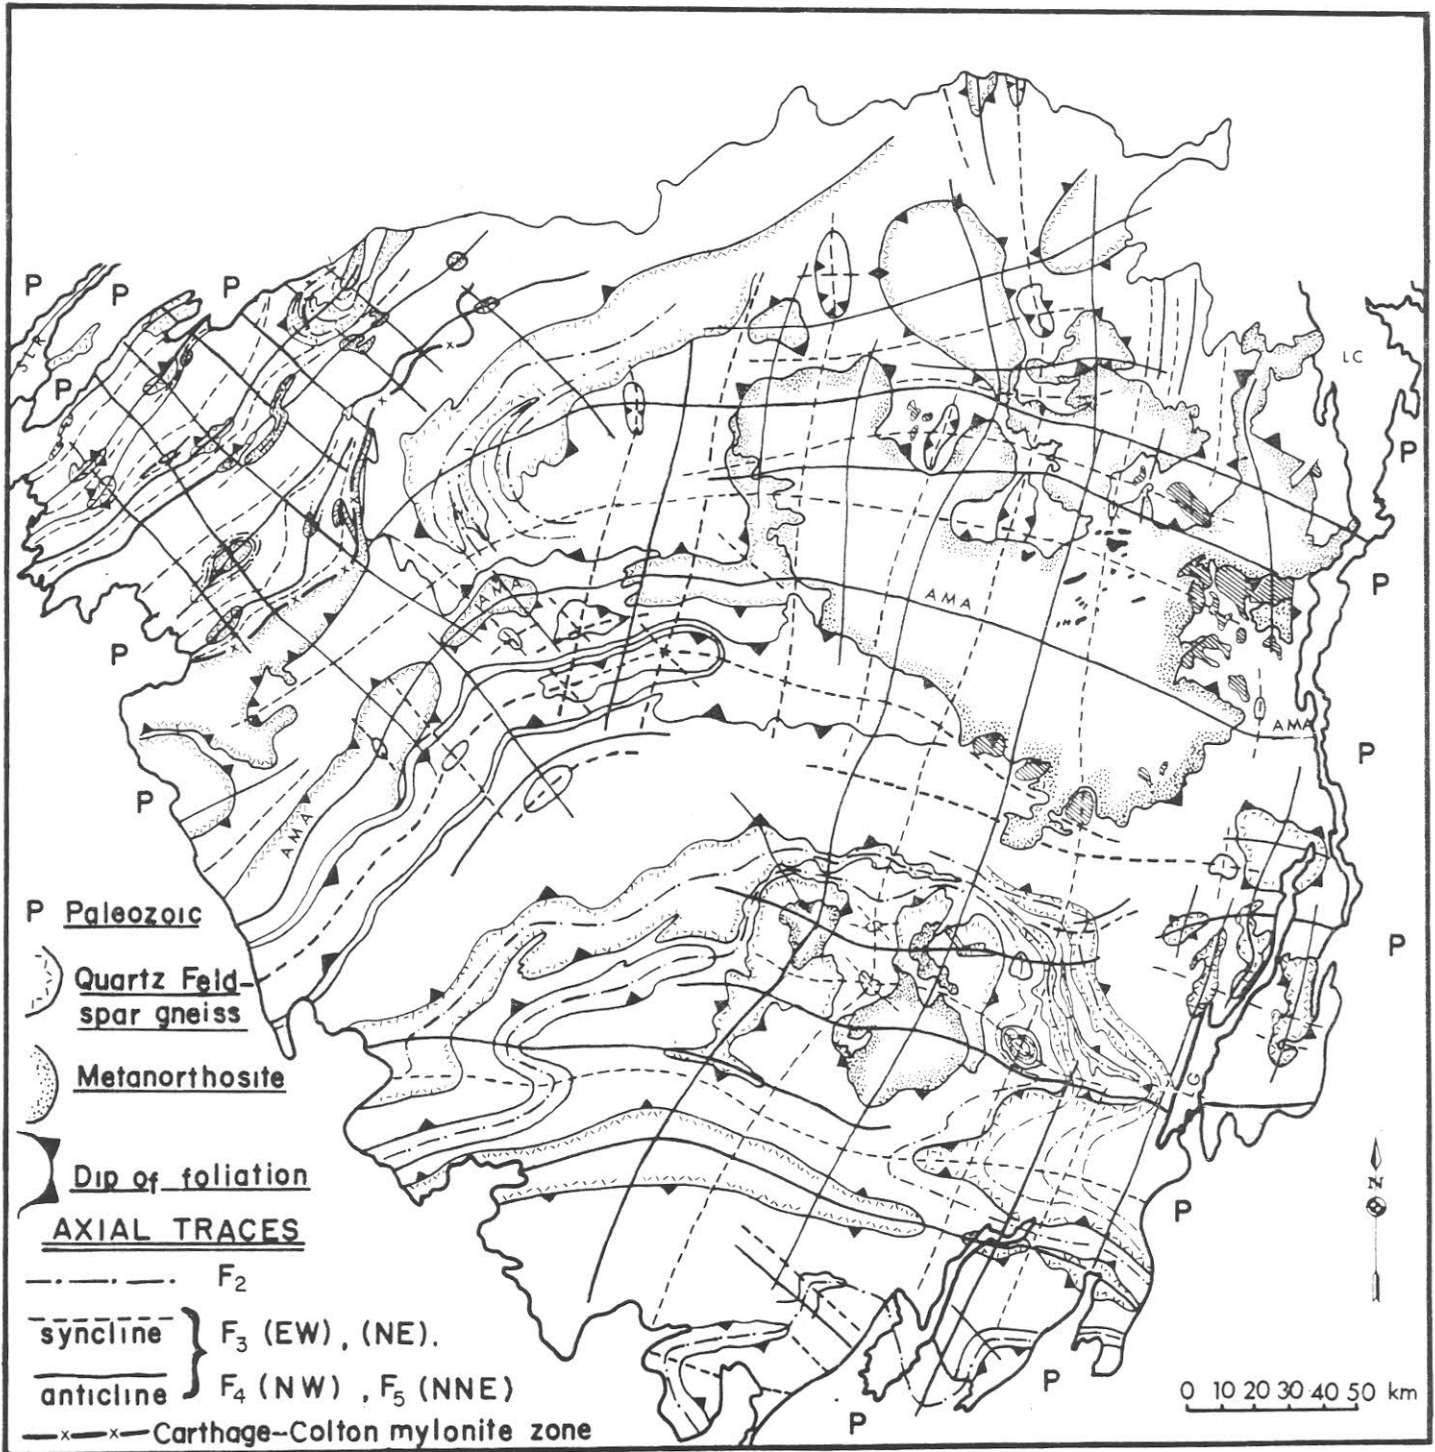 P
P
P
S L R
P
LC
P
P
AMA
AMA
P
AMA
P
P
AMA
P
P Paleozoic
Quartz Feld-
spar gneiss
Metanorthosite
LG
Dip of foliation
N
P
AXIAL TRACES
F2
syncline
F3 (EW), (NE).
anticline
F4 (NW) , F5 (NNE)
P
P
0 10 20 30 40 50 km
Carthage-Colton mylonite zone